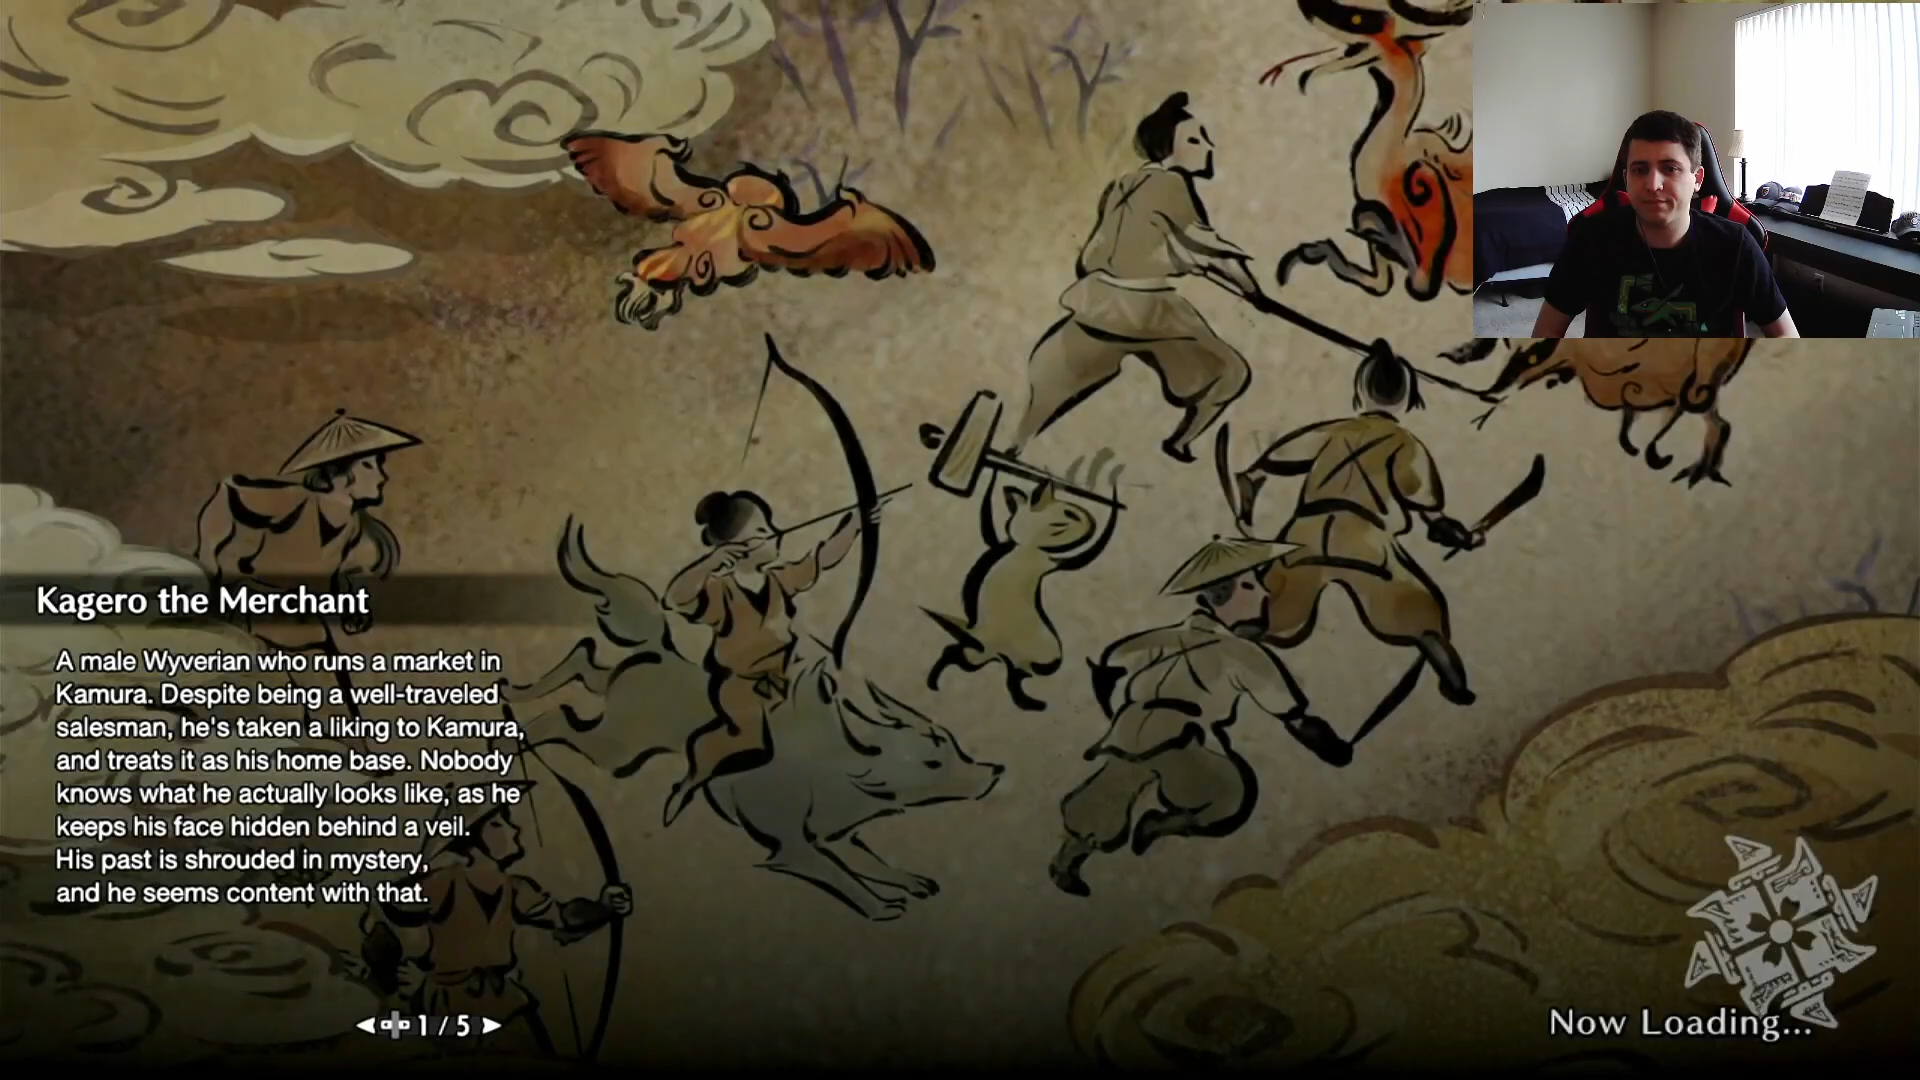 Kagero the Merchant
A male Wyverian who runs a market in
Kamura. Despite being a well-traveled
salesman, he's taken a liking to Kamura,
and treats it as his home base. Nobody
knows what he actually looks like, as he
keeps his face hidden behind a veil.
His past is shrouded in mystery,
and he seems content with that.
1/5
Now Loading...